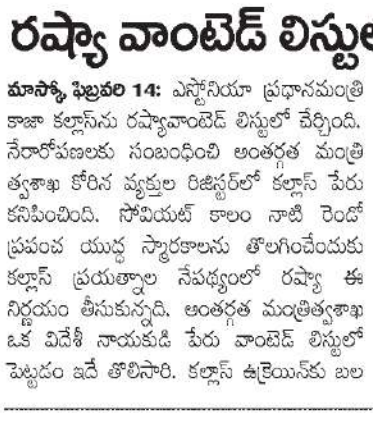 రష్యా వాంటెడ్ లిస్టుల
మాస్కో, ఫిబ్రవరి 14: ఎస్టోనియా ప్రధానమంత్రి
కాజా కల్లాస్‌ను రష్యావాంటెడ్ లిస్టులో చేర్చింది.
నేరారోపణలకు సంబంధించి అంతర్గత మంత్రి
త్వశాఖ కోరిన వ్యక్తుల రిజిస్టర్‌లో కల్లాస్ పేరు
కనిపించింది. సోవియట్ కాలం నాటి రెండో
ప్రపంచ యుద్ధ స్మారకాలను తొలగించేందుకు
కల్లాస్ ప్రయత్నాల నేపథ్యంలో రష్యా ఈ
నిర్ణయం తీసుకున్నది. అంతర్గత మంత్రిత్వశాఖ
ఒక విదేశీ నాయకుడి పేరు వాంటెడ్ లిస్టులో
పెట్టడం ఇదే తొలిసారి. కల్లాస్ ఉక్రెయిన్‌కు బల